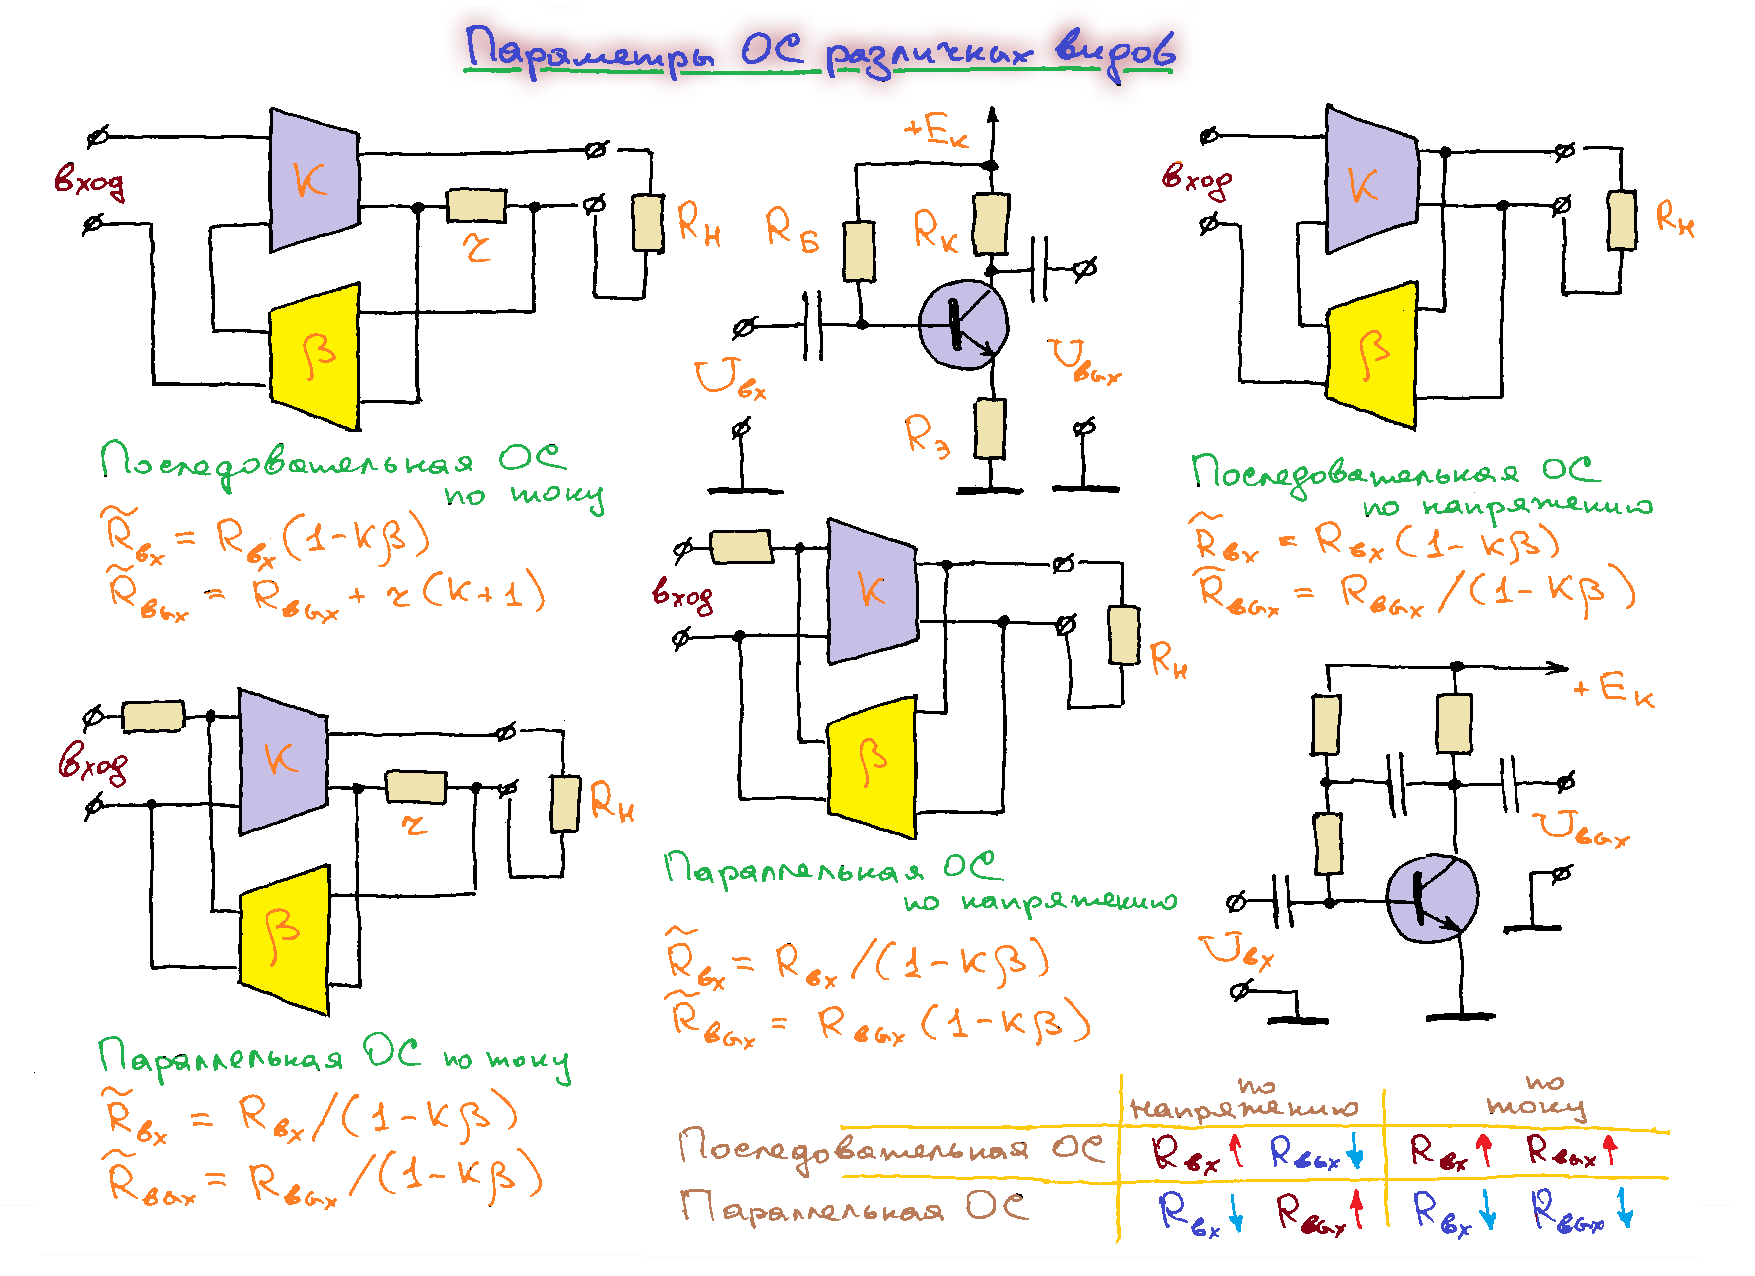 Параметры ОС различных видов
вход
K
β
r
Rн
Последовательная ОС
по току
R̃вх = Rвх(1-Kβ)
R̃вых = Rвых + r(K+1)
+Eк
RБ
Rк
Uвх
Uвых
Rэ
вход
K
β
Rн
Последовательная ОС
по напряжению
R̃вх = Rвх(1-Kβ)
R̃вых = Rвых/(1-Kβ)
вход
K
β
r
Rн
Параллельная ОС по току
R̃вх = Rвх/(1-Kβ)
R̃вых = Rвых/(1-Kβ)
вход
K
β
Rн
Параллельная ОС
по напряжению
R̃вх = Rвх/(1-Kβ)
R̃вых = Rвых(1-Kβ)
+Eк
Uвых
Uвх
по напряжению
по току
Последовательная ОС Rвх↑ Rвых↓ Rвх↑ Rвых↑
Параллельная ОС Rвх↓ Rвых↑ Rвх↓ Rвых↓